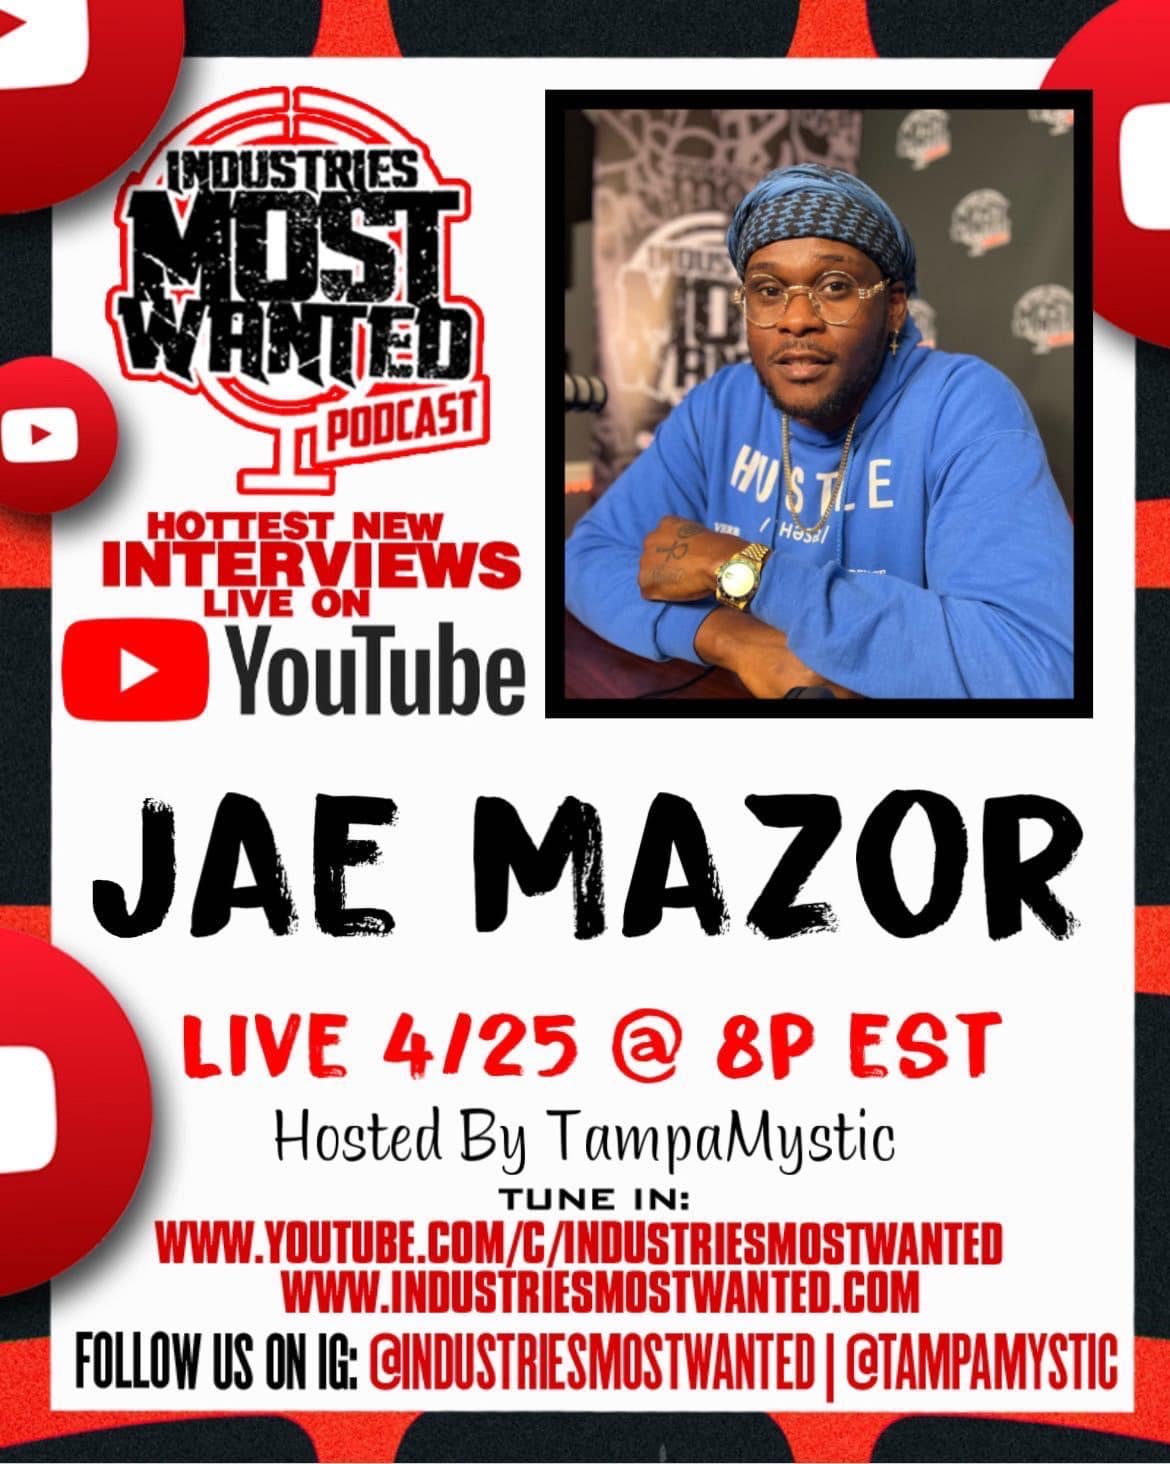 INDUSTRIES
MOST
WANTED
PODCAST
HOTTEST NEW
INTERVIEWS
LIVE ON
YouTube
HUSTLE
VERB
JAE MAZOR
LIVE 4/25 @ 8P EST
Hosted By TampaMystic
TUNE IN:
WWW.YOUTUBE.COM/C/INDUSTRIESMOSTWANTED
WWW.INDUSTRIESMOSTWANTED.COM
FOLLOW US ON IG: @INDUSTRIESMOSTWANTED | @TAMPAMYSTIC